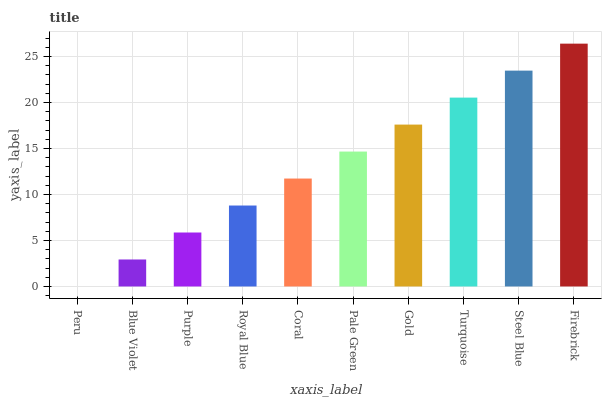 title
yaxis_label
25
20
15
10
5
0
Peru
Blue Violet
Purple
Royal Blue
Coral
Pale Green
Gold
Turquoise
Steel Blue
Firebrick
xaxis_label